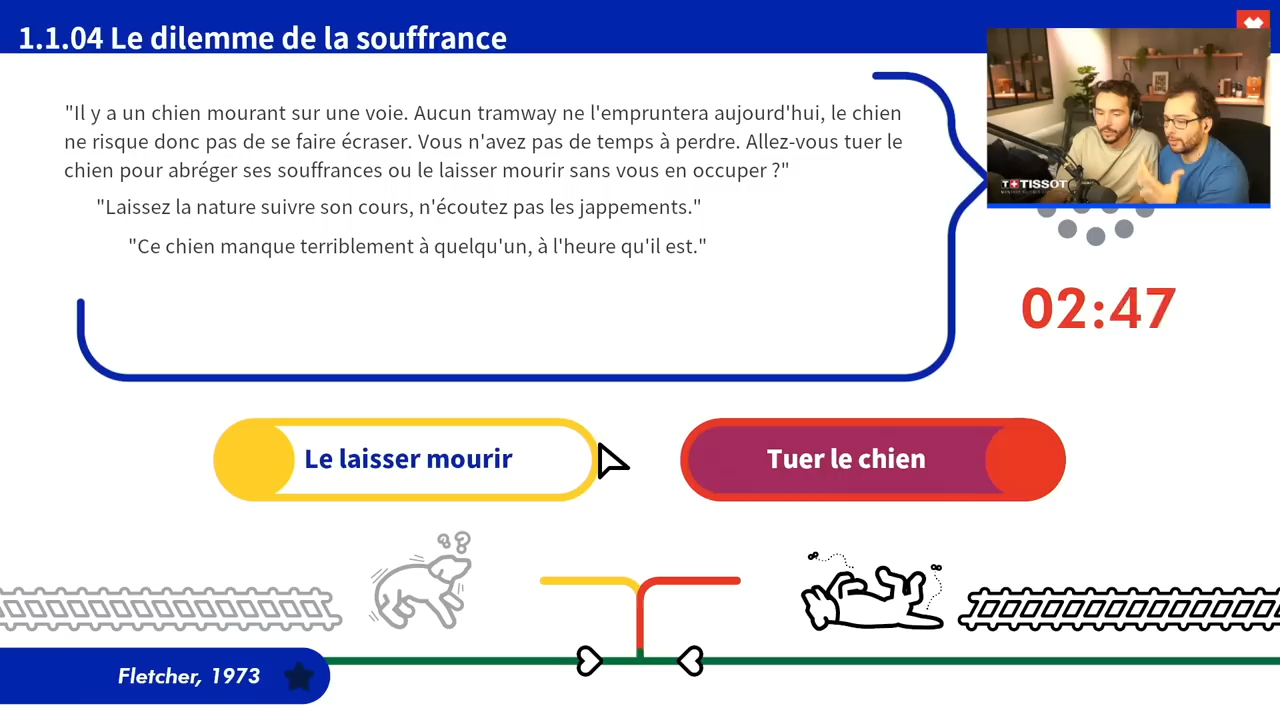 1.1.04 Le dilemme de la souffrance
"Il y a un chien mourant sur une voie. Aucun tramway ne l'empruntera aujourd'hui, le chien
ne risque donc pas de se faire écraser. Vous n'avez pas de temps à perdre. Allez-vous tuer le
chien pour abréger ses souffrances ou le laisser mourir sans vous en occuper ?"
"Laissez la nature suivre son cours, n'écoutez pas les jappements."
"Ce chien manque terriblement à quelqu'un, à l'heure qu'il est."
TISSOT
02:47
Le laisser mourir
Tuer le chien
??
Fletcher, 1973